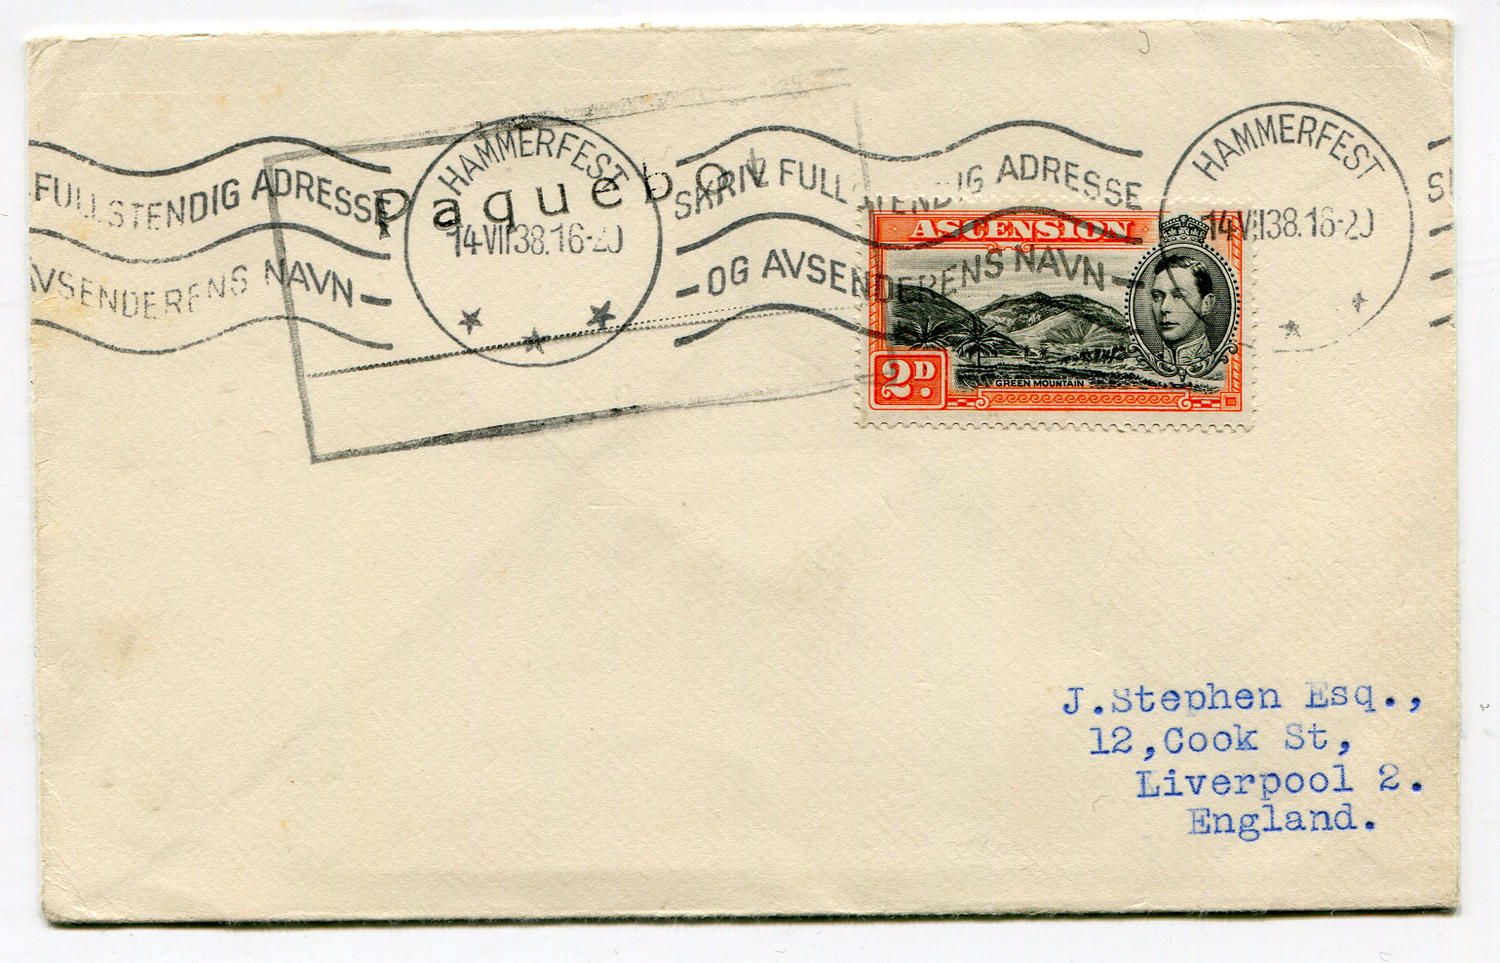 FULLSTENDIG ADRESSE
AVSENDERENS NAVN
HAMMERFEST
14 VII 38. 16-20
Paquebot
SKRIV FULLSTENDIG ADRESSE
OG AVSENDERENS NAVN
HAMMERFEST
14 VII 38. 16-20
ASCENSION
2D.
GREEN MOUNTAIN
J.Stephen Esq.,
12,Cook St,
Liverpool 2.
England.